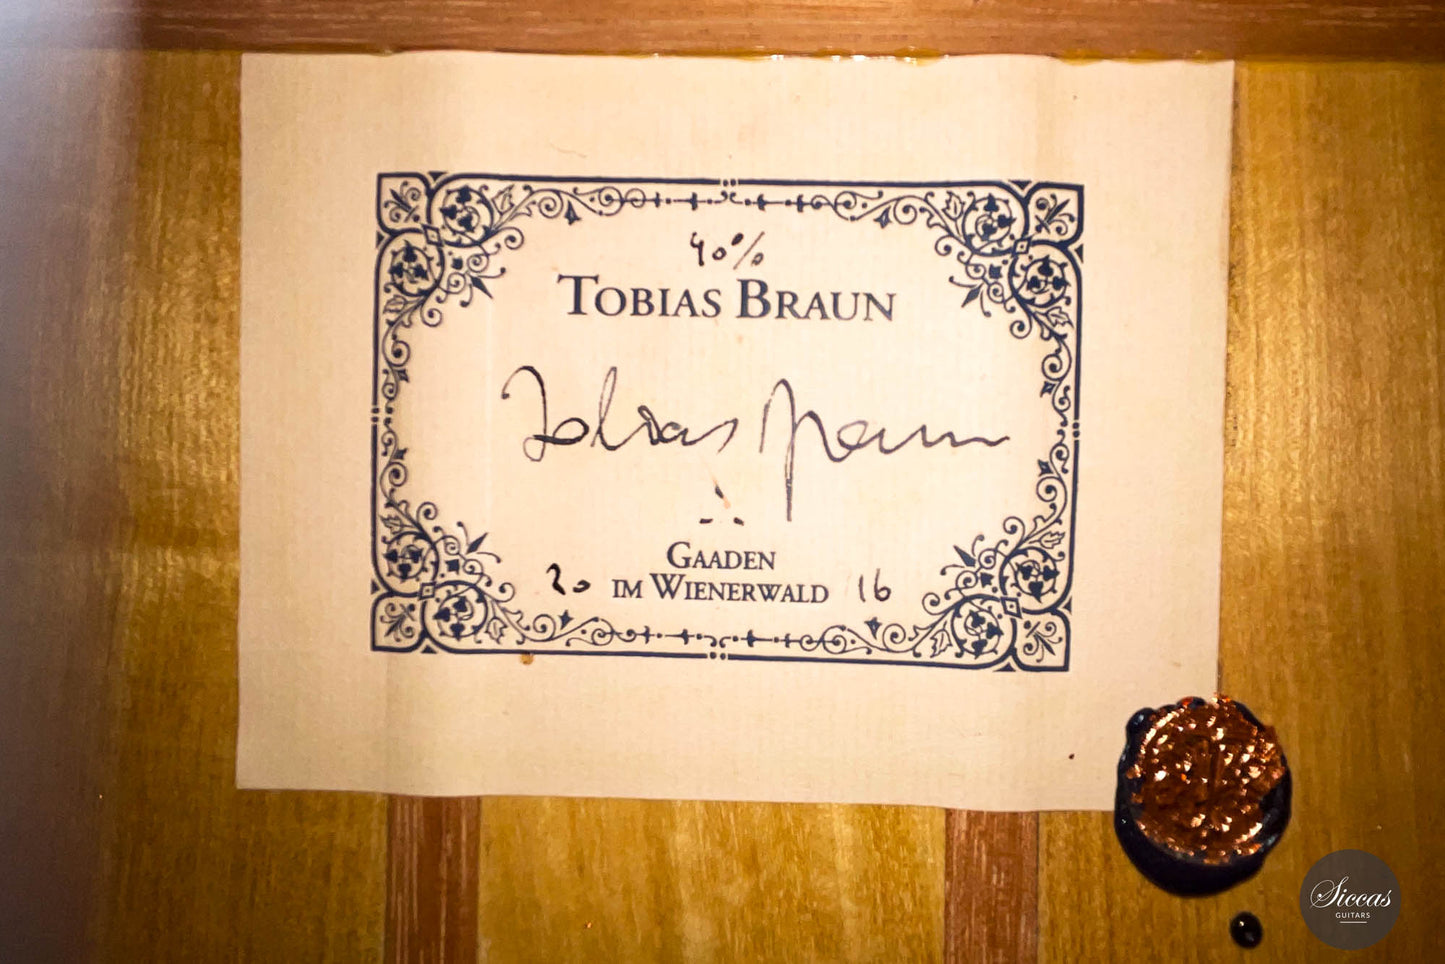 40%
TOBIAS BRAUN
Tobias Braun
GAADEN
20 IM WIENERWALD 16
Siccas
GUITARS